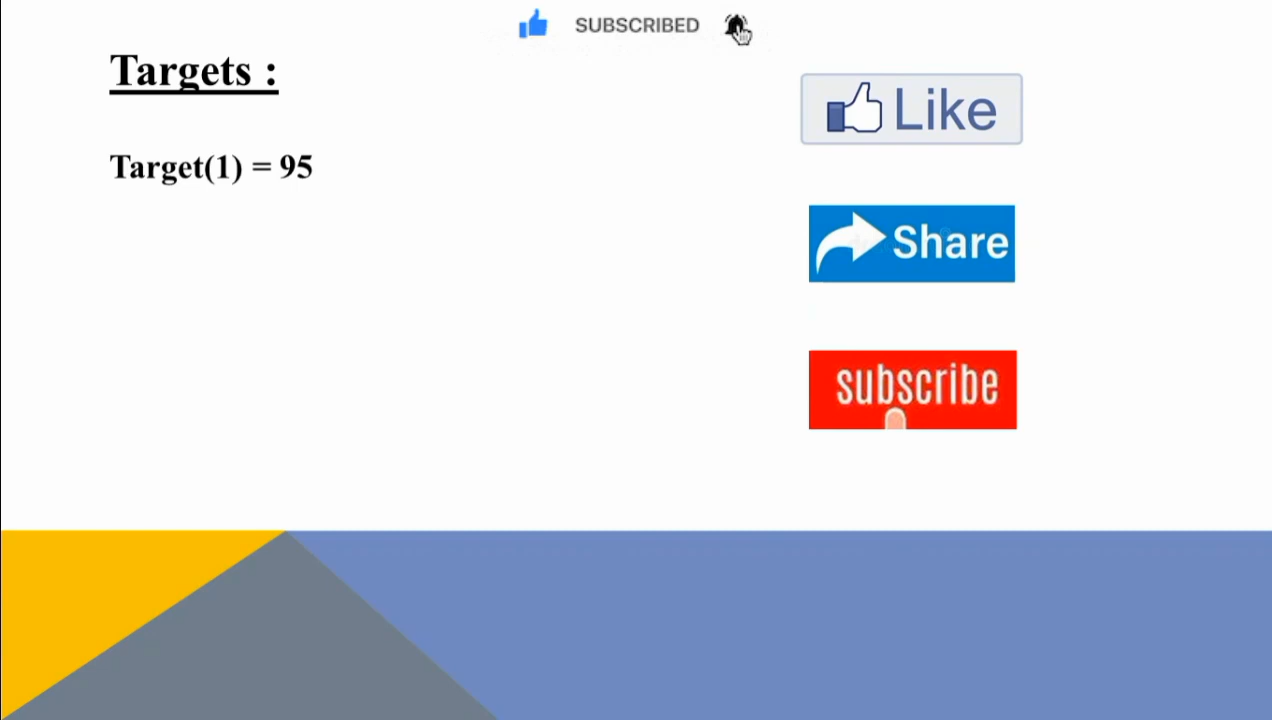 SUBSCRIBED
Targets :
Like
Target(1) = 95
Share
subscribe